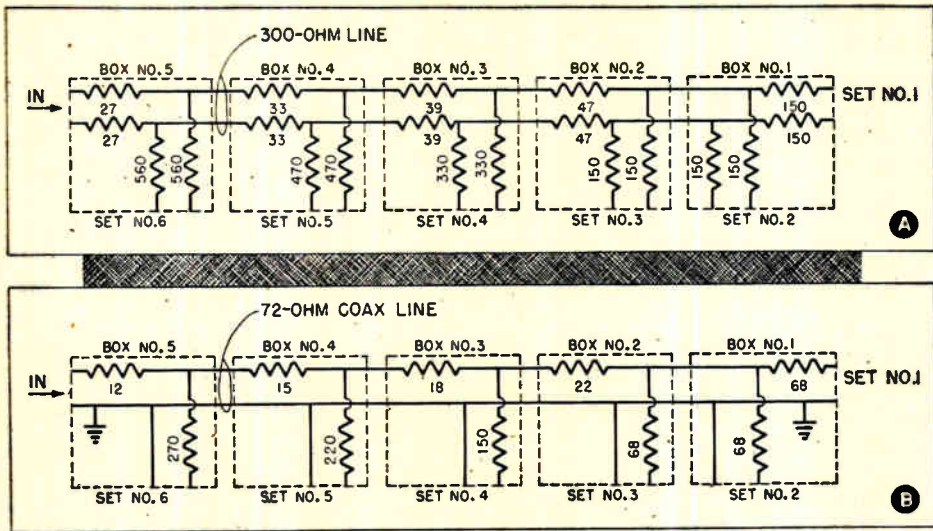 300-OHM LINE
BOX NO.5 BOX NO.4 BOX NO.3 BOX NO.2 BOX NO.1
IN SET NO.1
27 33 39 47 150
27 33 39 47 150
560 560 470 470 330 330 150 150 150 150
SET NO.6 SET NO.5 SET NO.4 SET NO.3 SET NO.2
A
72-OHM COAX LINE
BOX NO.5 BOX NO.4 BOX NO.3 BOX NO.2 BOX NO.1
IN SET NO.1
12 15 18 22 68
270 220 150 68 68
SET NO.6 SET NO.5 SET NO.4 SET NO.3 SET NO.2
B